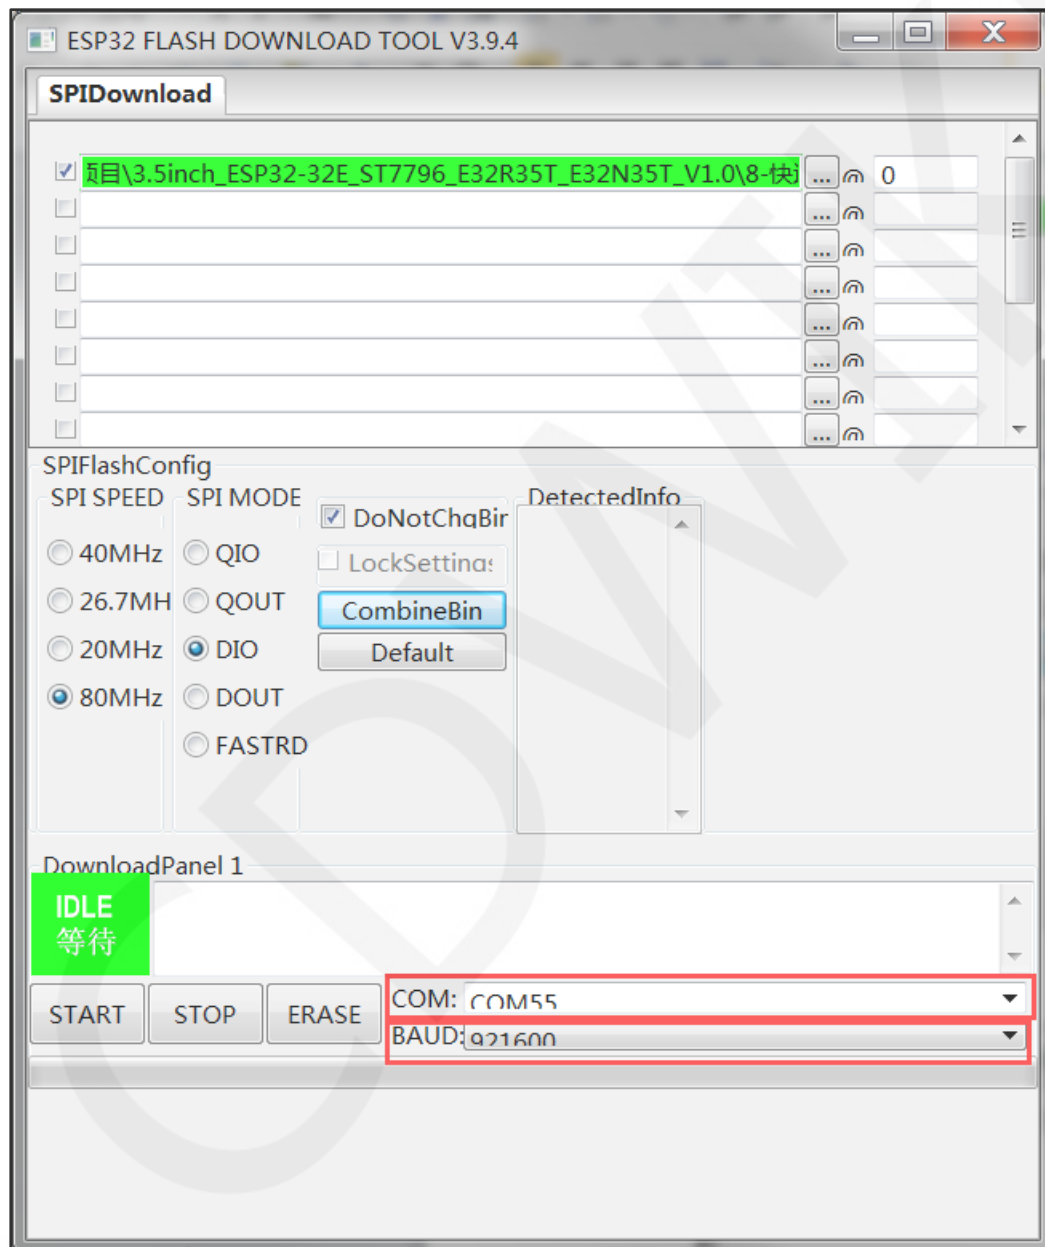 ESP32 FLASH DOWNLOAD TOOL V3.9.4
SPIDownload
项目\3.5inch_ESP32-32E_ST7796_E32R35T_E32N35T_V1.0\8-快 ... @ 0
... @
... @
... @
... @
... @
... @
... @
SPIFlashConfig
SPI SPEED SPI MODE DetectedInfo
DoNotChgBin
40MHz QIO
LockSettings
26.7MH QOUT
CombineBin
20MHz DIO
Default
80MHz DOUT
FASTRD
DownloadPanel 1
IDLE
等待
START STOP ERASE
COM: COM55
BAUD: 921600